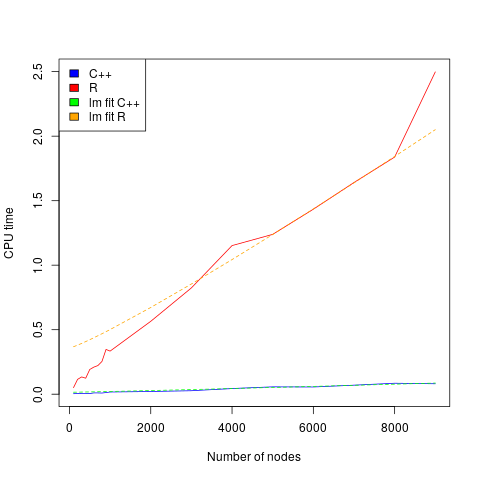 C++
R
lm fit C++
lm fit R
CPU time
2.5
2.0
1.5
1.0
0.5
0.0
0 2000 4000 6000 8000
Number of nodes